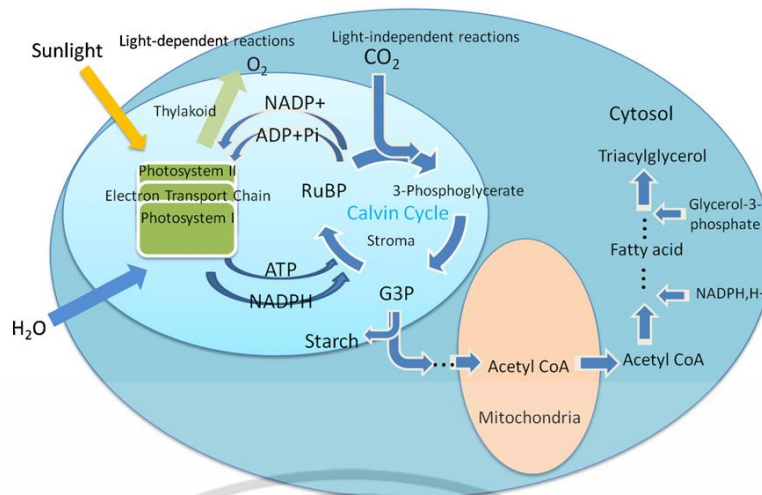 Light-dependent reactions
Light-independent reactions
Sunlight
O₂
CO₂
NADP+
Thylakoid
Cytosol
ADP+Pi
Triacylglycerol
Photosystem II
Electron Transport Chain
RuBP
3-Phosphoglycerate
Glycerol-3-
phosphate
Photosystem I
Calvin Cycle
Stroma
Fatty acid
ATP
NADPH
G3P
NADPH,H+
H₂O
Starch
Acetyl CoA
Acetyl CoA
Mitochondria